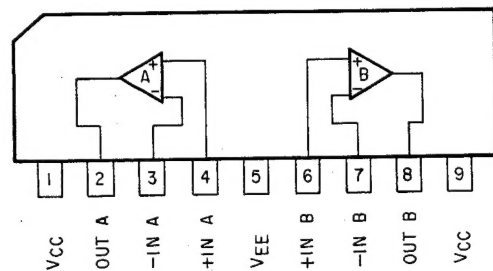 + A - + B -
1 2 3 4 5 6 7 8 9
VCC
OUT A
-IN A
+IN A
VEE
+IN B
-IN B
OUT B
VCC